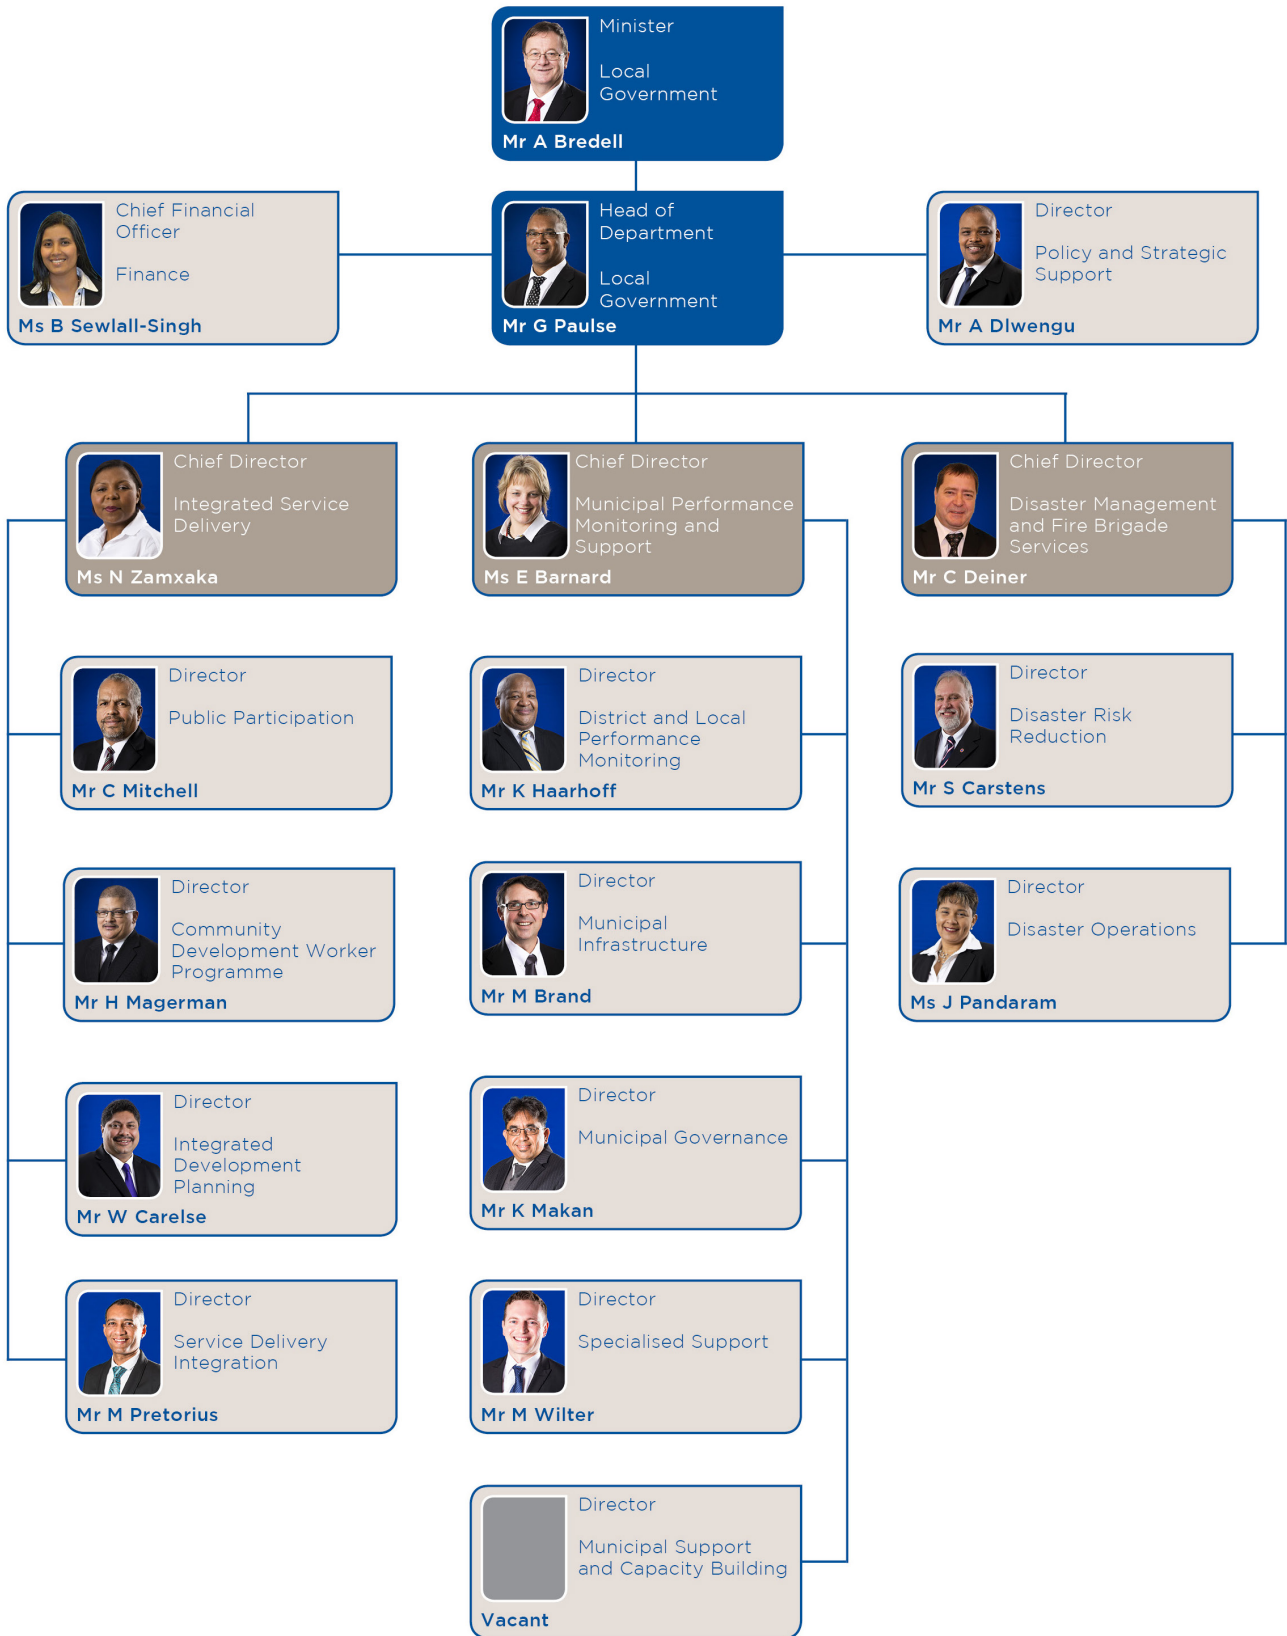 Minister
Local
Government
Mr A Bredell
Chief Financial
Officer
Finance
Ms B Sewlall-Singh
Head of
Department
Local
Government
Mr G Paulse
Director
Policy and Strategic
Support
Mr A Dlwengu
Chief Director
Integrated Service
Delivery
Ms N Zamxaka
Chief Director
Municipal Performance
Monitoring and
Support
Ms E Barnard
Chief Director
Disaster Management
and Fire Brigade
Services
Mr C Deiner
Director
Public Participation
Mr C Mitchell
Director
District and Local
Performance
Monitoring
Mr K Haarhoff
Director
Disaster Risk
Reduction
Mr S Carstens
Director
Community
Development Worker
Programme
Mr H Magerman
Director
Municipal
Infrastructure
Mr M Brand
Director
Disaster Operations
Ms J Pandaram
Director
Integrated
Development
Planning
Mr W Carelse
Director
Municipal Governance
Mr K Makan
Director
Service Delivery
Integration
Mr M Pretorius
Director
Specialised Support
Mr M Wilter
Director
Municipal Support
and Capacity Building
Vacant